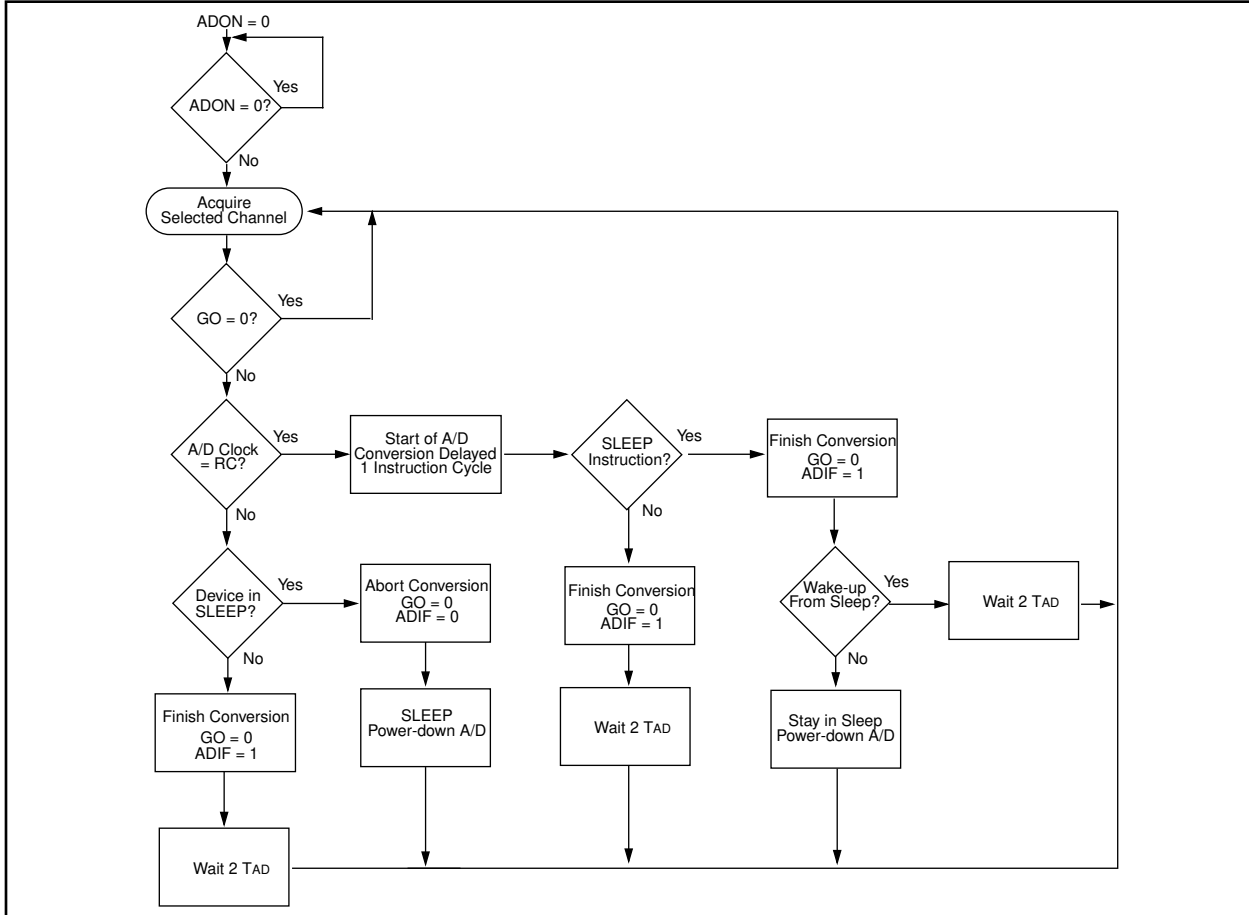 ADON = 0
Yes
ADON = 0?
No
Acquire
Selected Channel
Yes
GO = 0?
No
A/D Clock
= RC?
Yes
Start of A/D
Conversion Delayed
1 Instruction Cycle
SLEEP
Instruction?
Yes
Finish Conversion
GO = 0
ADIF = 1
No
No
Device in
SLEEP?
Yes
Abort Conversion
GO = 0
ADIF = 0
Finish Conversion
GO = 0
ADIF = 1
Wake-up
From Sleep?
Yes
Wait 2 TAD
No
No
Finish Conversion
GO = 0
ADIF = 1
SLEEP
Power-down A/D
Wait 2 TAD
Stay in Sleep
Power-down A/D
Wait 2 TAD